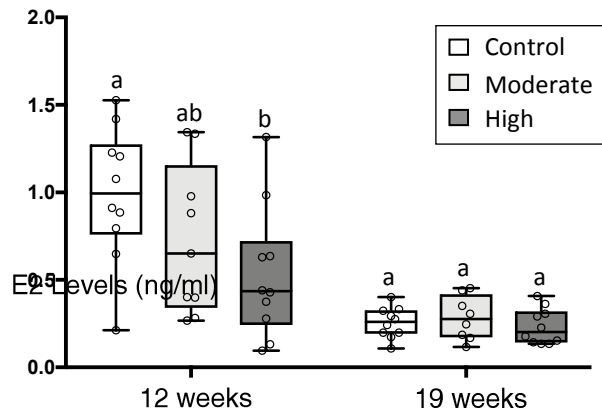 2.0
Control
Moderate
High
1.5
a
ab
b
1.0
0.5
E2 Levels (ng/ml)
a
a
a
0.0
12 weeks
19 weeks